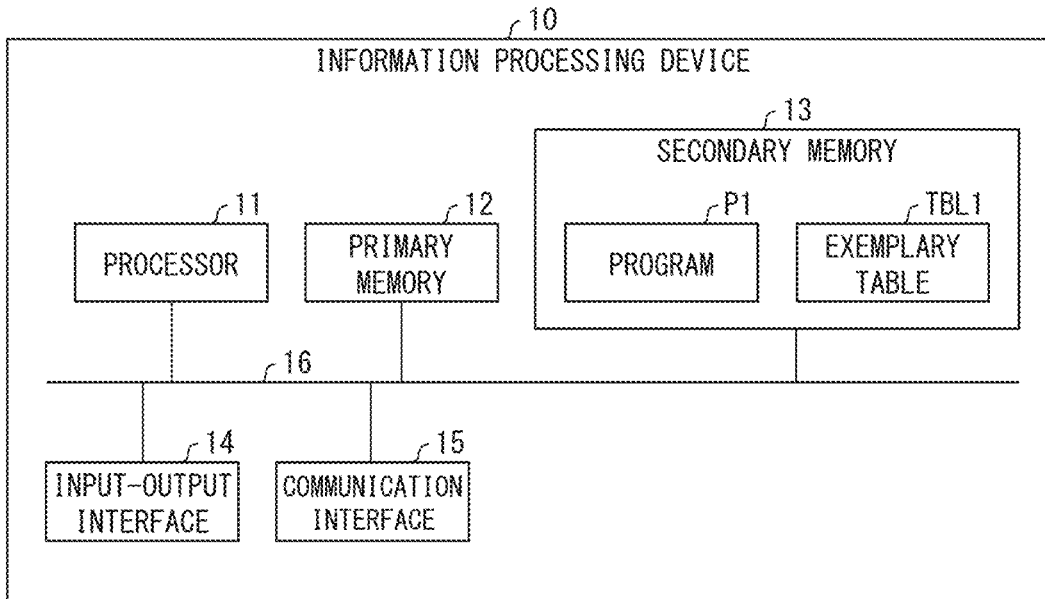 10
INFORMATION PROCESSING DEVICE
13
SECONDARY MEMORY
11
12
P1
TBL1
PROCESSOR
PRIMARY
MEMORY
PROGRAM
EXEMPLARY
TABLE
16
14
15
INPUT-OUTPUT
INTERFACE
COMMUNICATION
INTERFACE